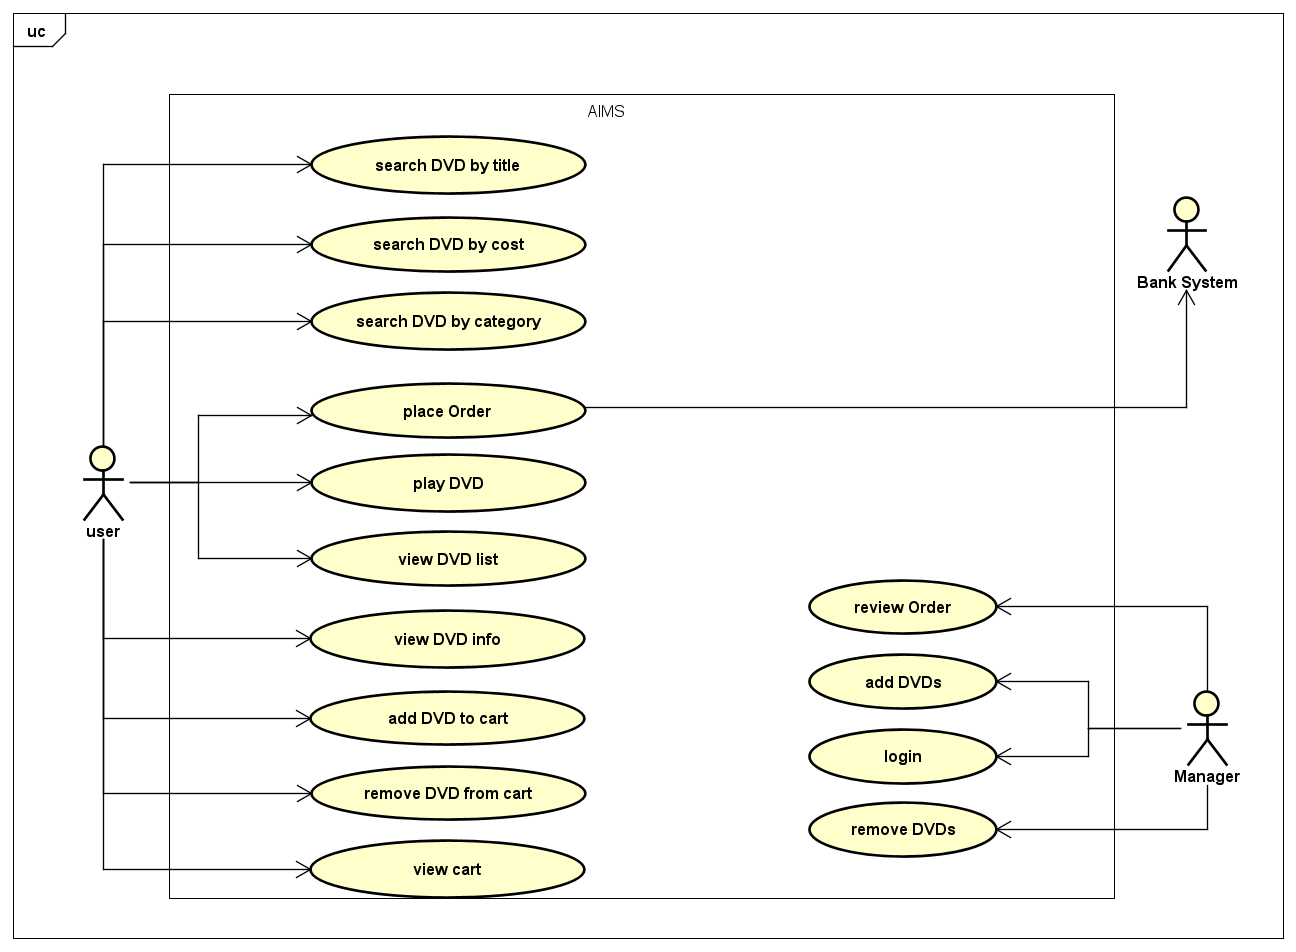 uc
AIMS
search DVD by title
search DVD by cost
search DVD by category
place Order
play DVD
view DVD list
view DVD info
add DVD to cart
remove DVD from cart
view cart
user
Bank System
review Order
add DVDs
login
remove DVDs
Manager